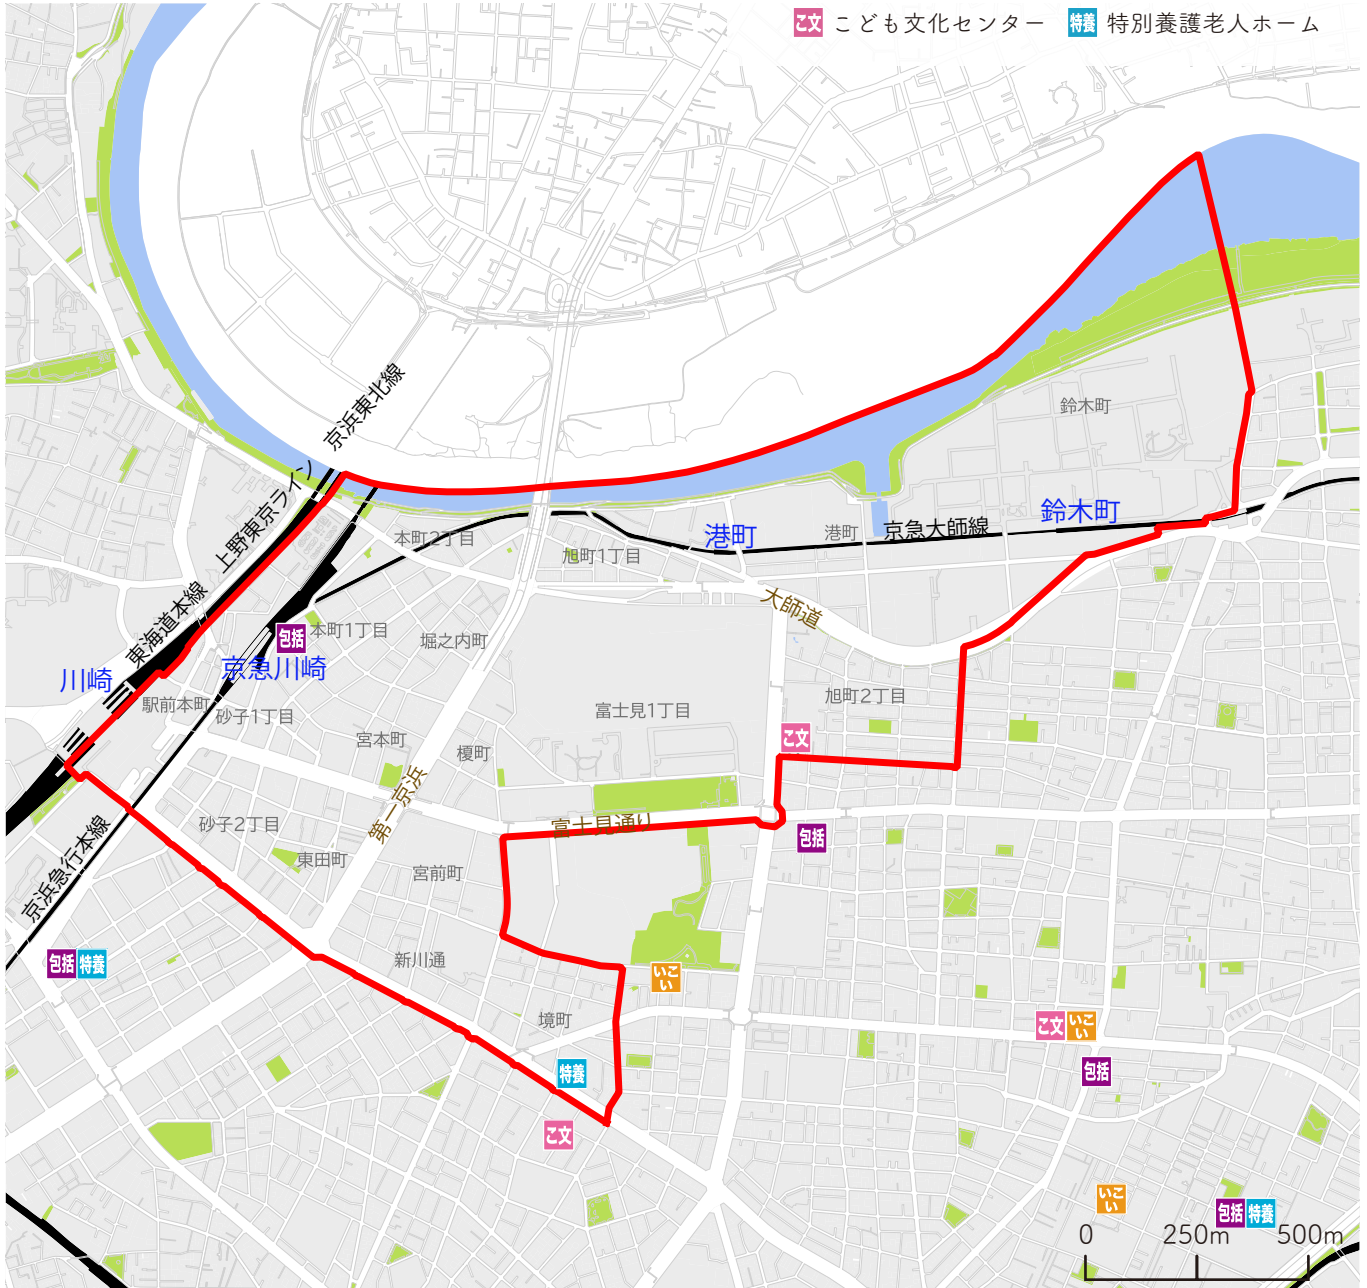 こ文 こども文化センター 特養 特別養護老人ホーム
京浜東北線
上野東京ライン
東海道本線
鈴木町
鈴木町
京急大師線
港町
港町
本町2丁目
旭町1丁目
大師道
包括
本町1丁目
堀之内町
川崎
京急川崎
駅前本町
砂子1丁目
旭町2丁目
富士見1丁目
こ文
宮本町
榎町
第一京浜
富士見通り
砂子2丁目
包括
東田町
宮前町
京浜急行本線
包括 特養
新川通
いこい
境町
こ文 いこい
特養
包括
こ文
いこい
包括 特養
0 250m 500m